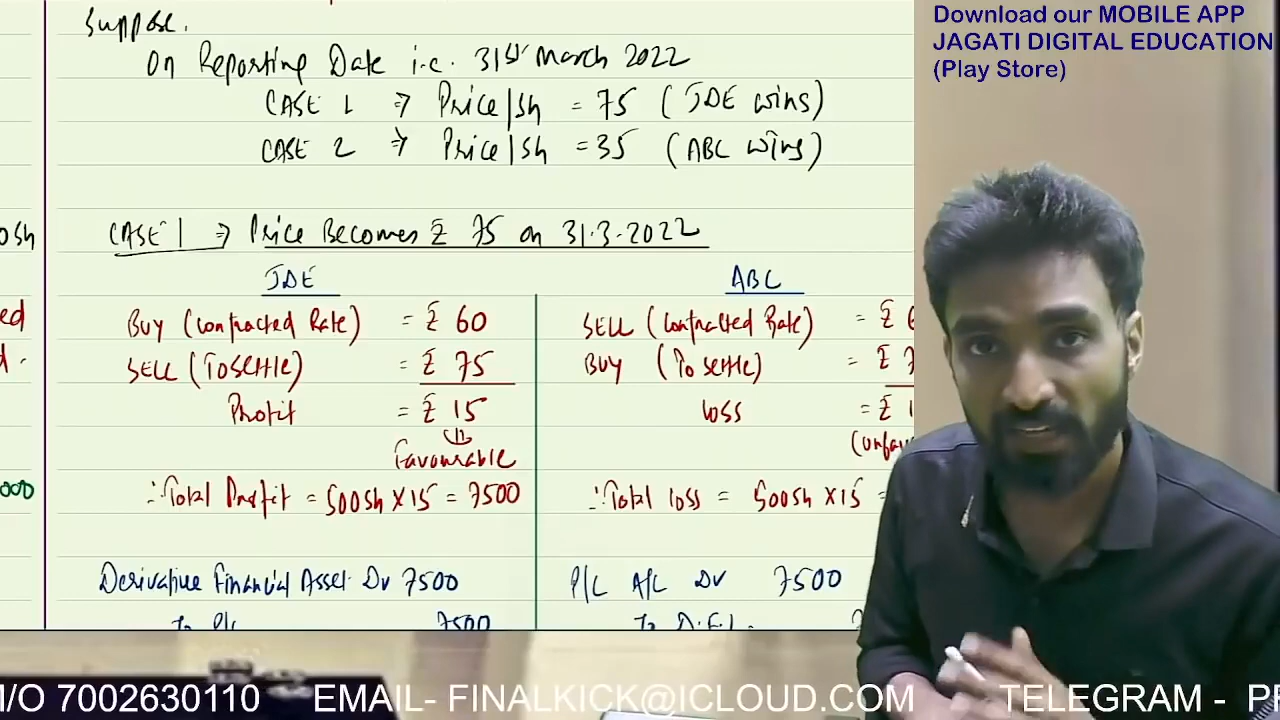 Suppose.
On Reporting Date i.e. 31st March 2022
CASE 1 ⇒ Price/Sh = 75 (JDE wins)
CASE 2 ⇒ Price/Sh = 35 (ABC wins)
CASE 1 ⇒ Price Becomes ₹ 75 on 31.3.2022
JDE
BUY (Contracted Rate) = ₹ 60
SELL (To Settle) = ₹ 75
Profit = ₹ 15
Favourable
∴ Total Profit = 500sh X 15 = 7500
Derivative Financial Asset Dr 7500
To P/L 7500
ABC
SELL (Contracted Rate) = ₹
BUY (To Settle) = ₹
Loss = ₹ 1
∴ Total loss = 500sh X 15 =
P/L A/C Dr 7500
To D.F.L.
Download our MOBILE APP
JAGATI DIGITAL EDUCATION
(Play Store)
M/O 7002630110 EMAIL- FINALKICK@ICLOUD.COM TELEGRAM -